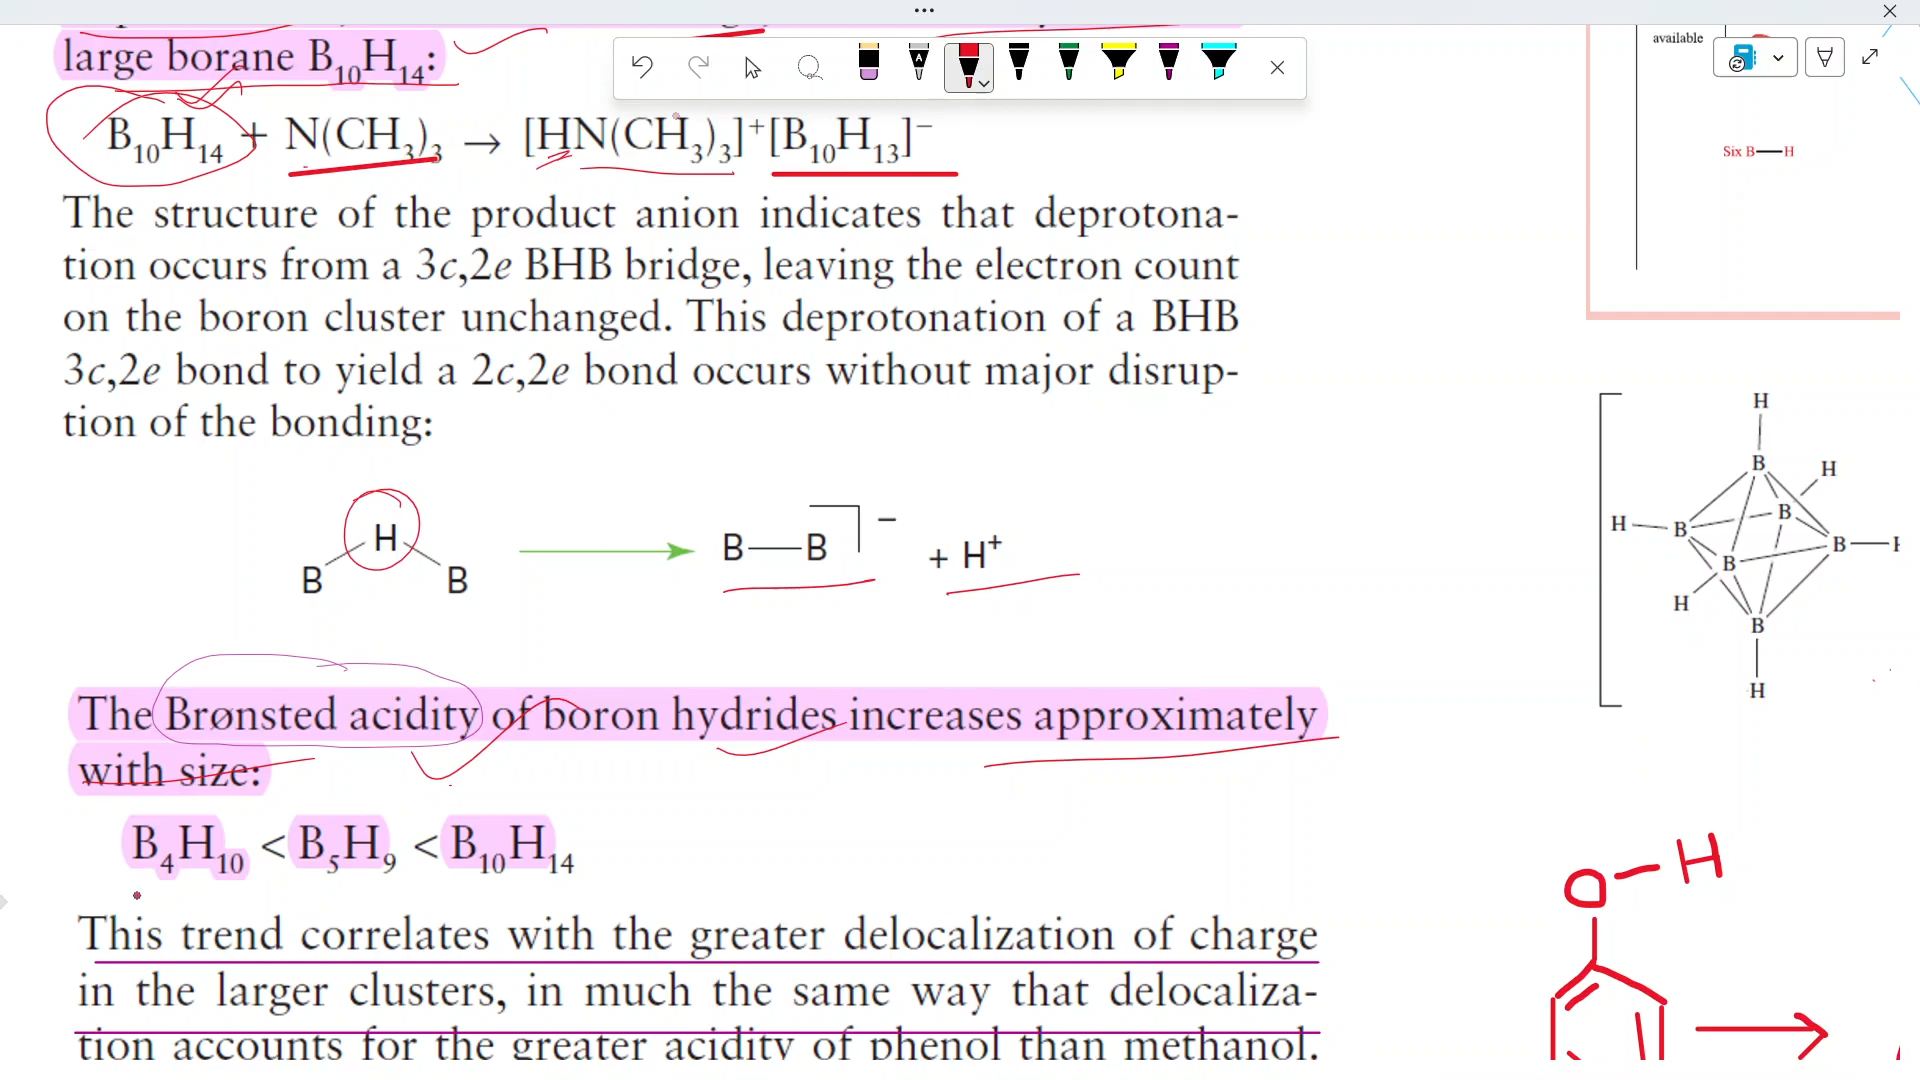 large borane B₁₀H₁₄:
B₁₀H₁₄ + N(CH₃)₃ → [HN(CH₃)₃]⁺[B₁₀H₁₃]⁻
The structure of the product anion indicates that deprotona-
tion occurs from a 3c,2e BHB bridge, leaving the electron count
on the boron cluster unchanged. This deprotonation of a BHB
3c,2e bond to yield a 2c,2e bond occurs without major disrup-
tion of the bonding:
H
B B
B—B ⁻ + H⁺
The Brønsted acidity of boron hydrides increases approximately
with size:
B₄H₁₀ < B₅H₉ < B₁₀H₁₄
This trend correlates with the greater delocalization of charge
in the larger clusters, in much the same way that delocaliza-
tion accounts for the greater acidity of phenol than methanol.
available
Six B—H
H
B H
H B B
B B
H
B
H
O – H
A